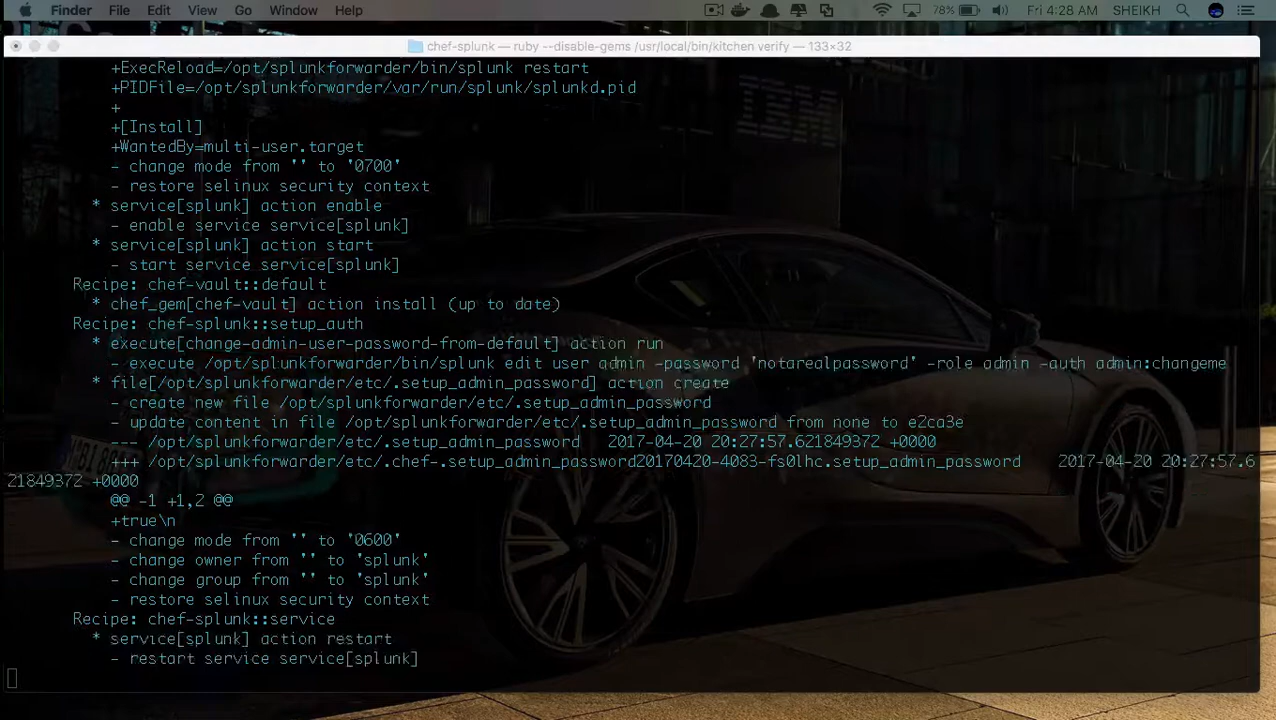 Finder File Edit View Go Window Help 78% Fri 4:28 AM SHEIKH
chef-splunk — ruby --disable-gems /usr/local/bin/kitchen verify — 133×32
+ExecReload=/opt/splunkforwarder/bin/splunk restart
+PIDFile=/opt/splunkforwarder/var/run/splunk/splunkd.pid
+
+[Install]
+WantedBy=multi-user.target
- change mode from '' to '0700'
- restore selinux security context
* service[splunk] action enable
- enable service service[splunk]
* service[splunk] action start
- start service service[splunk]
Recipe: chef-vault::default
* chef_gem[chef-vault] action install (up to date)
Recipe: chef-splunk::setup_auth
* execute[change-admin-user-password-from-default] action run
- execute /opt/splunkforwarder/bin/splunk edit user admin -password 'notarealpassword' -role admin -auth admin:changeme
* file[/opt/splunkforwarder/etc/.setup_admin_password] action create
- create new file /opt/splunkforwarder/etc/.setup_admin_password
- update content in file /opt/splunkforwarder/etc/.setup_admin_password from none to e2ca3e
--- /opt/splunkforwarder/etc/.setup_admin_password 2017-04-20 20:27:57.621849372 +0000
+++ /opt/splunkforwarder/etc/.chef-.setup_admin_password20170420-4083-fs0lhc.setup_admin_password 2017-04-20 20:27:57.6
21849372 +0000
@@ -1 +1,2 @@
+true\n
- change mode from '' to '0600'
- change owner from '' to 'splunk'
- change group from '' to 'splunk'
- restore selinux security context
Recipe: chef-splunk::service
* service[splunk] action restart
- restart service service[splunk]
IBM